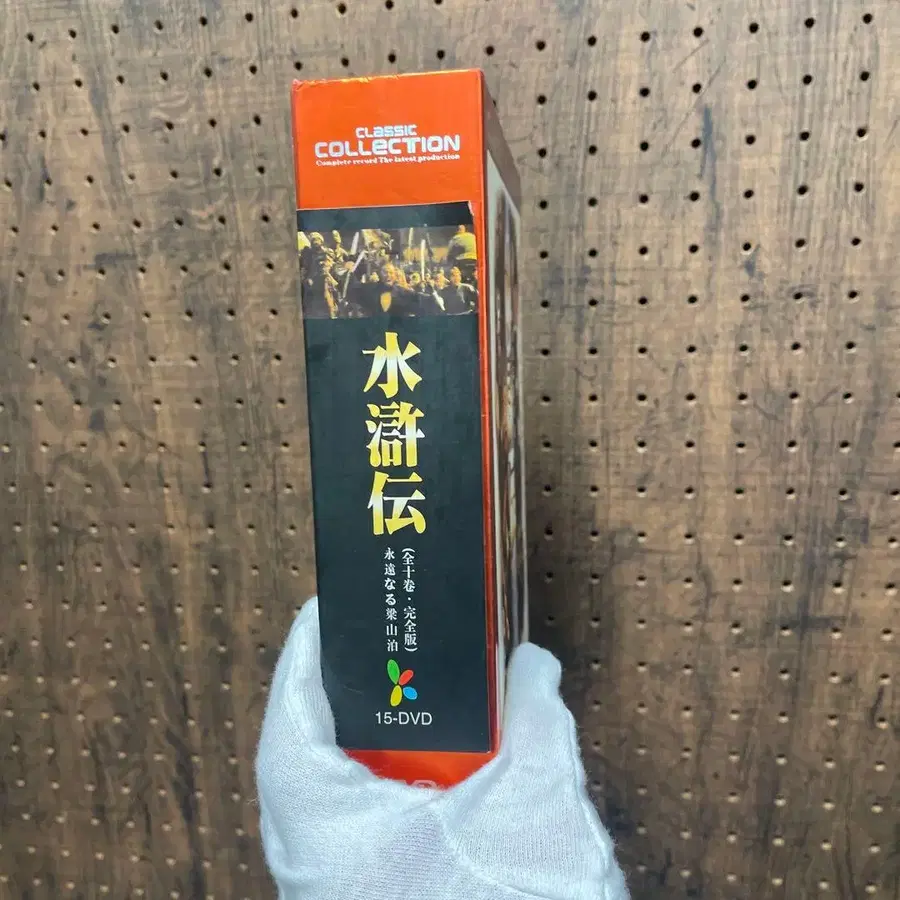 CLASSIC
COLLECTION
Complete record The latest production
水滸伝
(全十卷・完全版)
永遠なる梁山泊
15-DVD